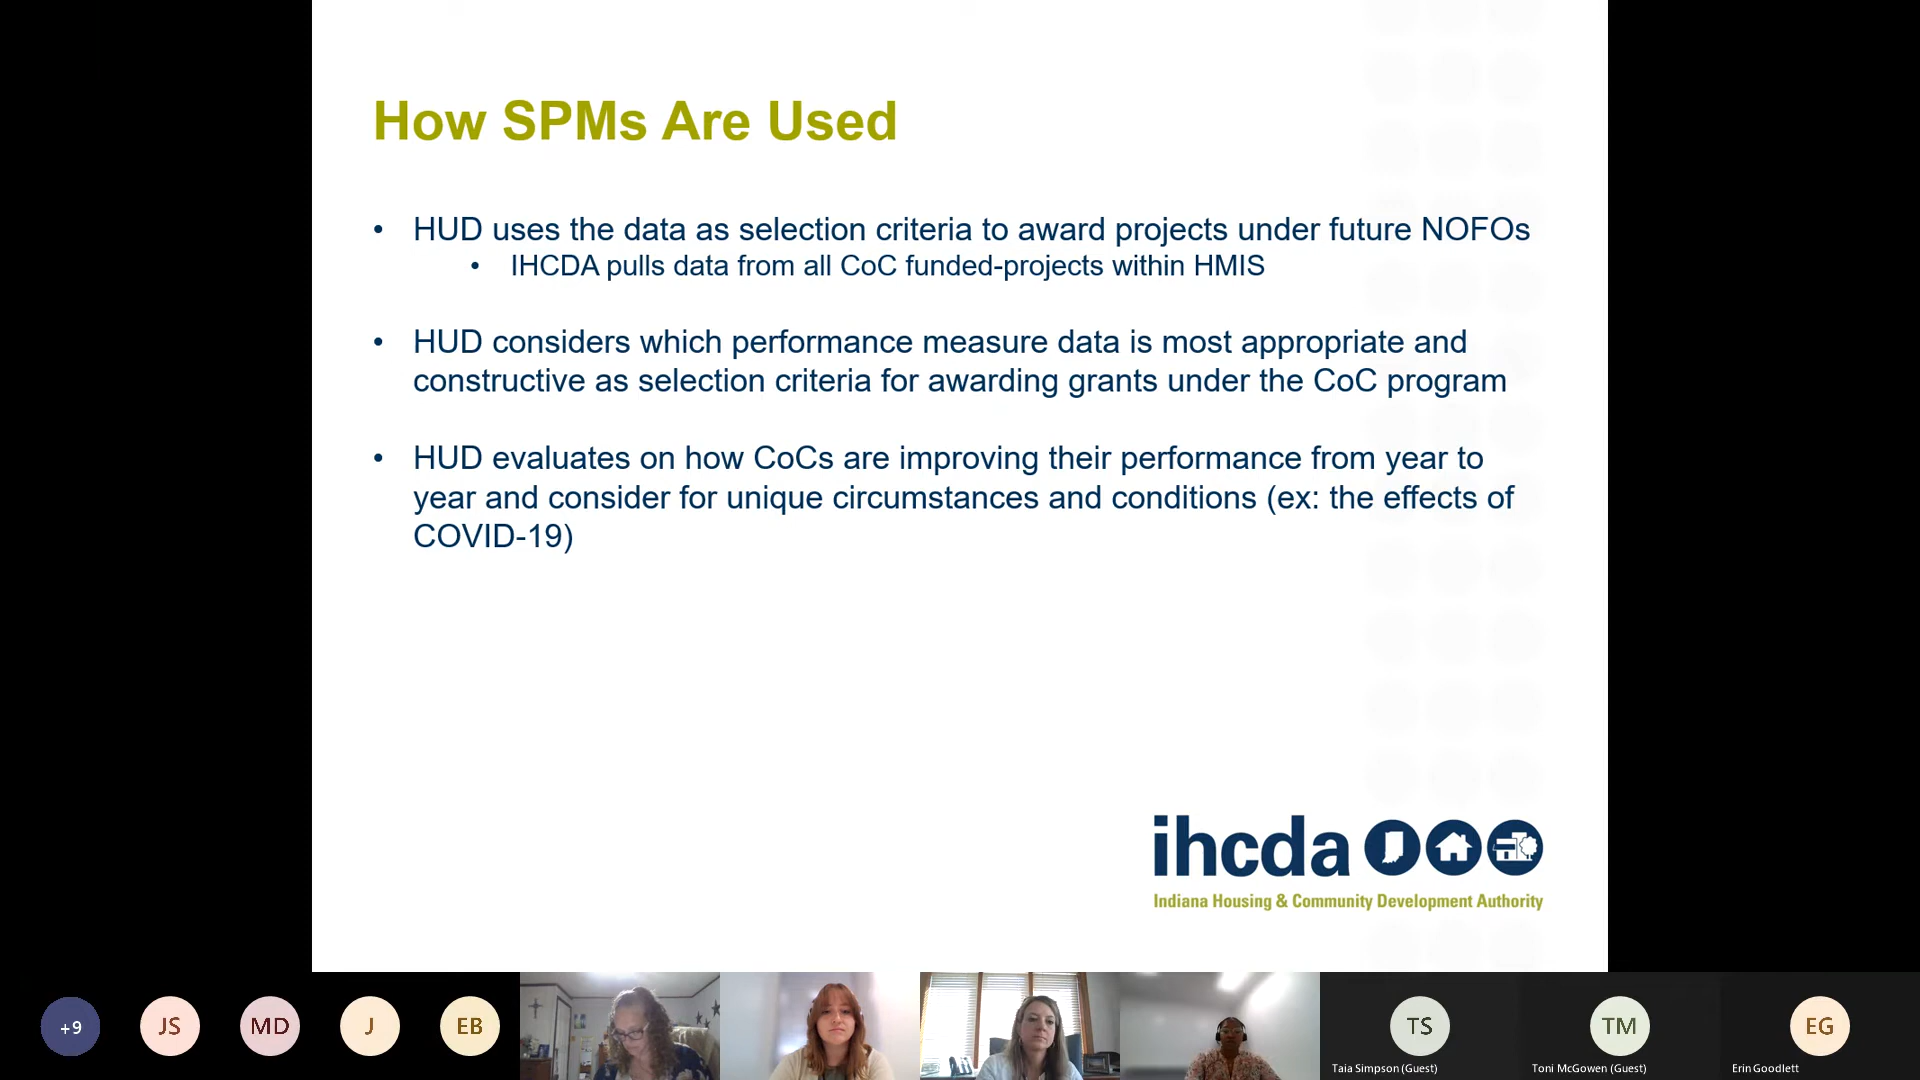 How SPMs Are Used
• HUD uses the data as selection criteria to award projects under future NOFOs
• IHCDA pulls data from all CoC funded-projects within HMIS
• HUD considers which performance measure data is most appropriate and
constructive as selection criteria for awarding grants under the CoC program
• HUD evaluates on how CoCs are improving their performance from year to
year and consider for unique circumstances and conditions (ex: the effects of
COVID-19)
ihcda
Indiana Housing & Community Development Authority
+9
JS
MD
J
EB
TS
TM
EG
Taia Simpson (Guest)
Toni McGowen (Guest)
Erin Goodlett